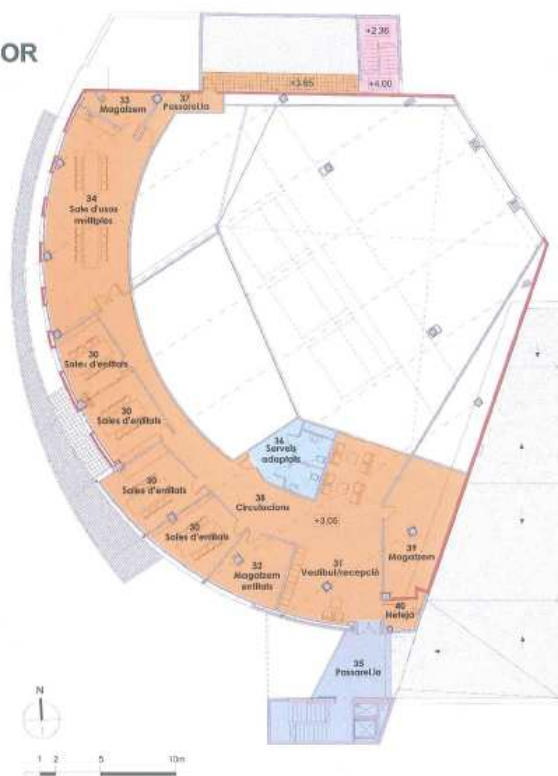 OR
+2.36
+3.65
+4.00
33
Magatzem
37
Passarel.la
34
Sala d'usos
múltiples
30
Sales d'entitats
30
Sales d'entitats
36
Serveis
adaptats
30
Sales d'entitats
38
Circulacions
30
Sales d'entitats
+3,05
32
Magatzem
entitats
31
Vestíbul/recepció
39
Magatzem
40
Neteja
35
Passarel.la
N
1 2 5 10m